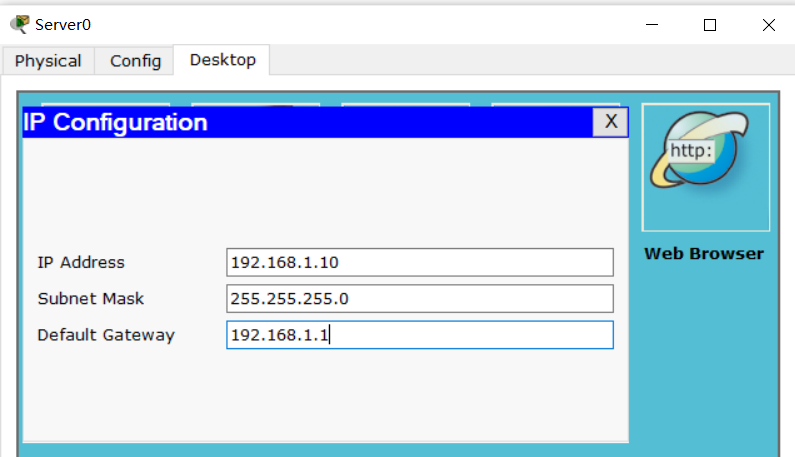 Server0
Physical Config Desktop
IP Configuration X
http:
Web Browser
IP Address 192.168.1.10
Subnet Mask 255.255.255.0
Default Gateway 192.168.1.1